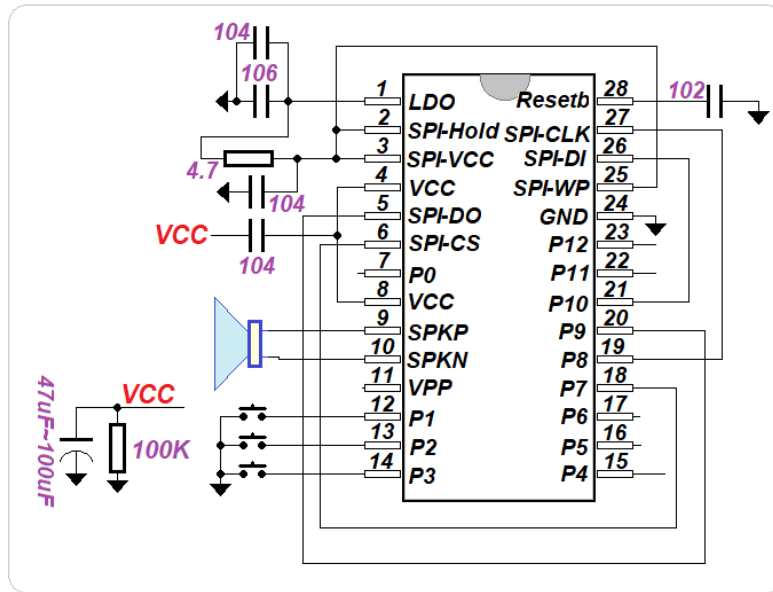 104
106
4.7
104
VCC
104
1 LDO
2 SPI-Hold
3 SPI-VCC
4 VCC
5 SPI-DO
6 SPI-CS
7 P0
8 VCC
9 SPKP
10 SPKN
11 VPP
12 P1
13 P2
14 P3
Resetb 28
SPI-CLK 27
SPI-DI 26
SPI-WP 25
GND 24
P12 23
P11 22
P10 21
P9 20
P8 19
P7 18
P6 17
P5 16
P4 15
102
VCC
47uF~100uF
100K